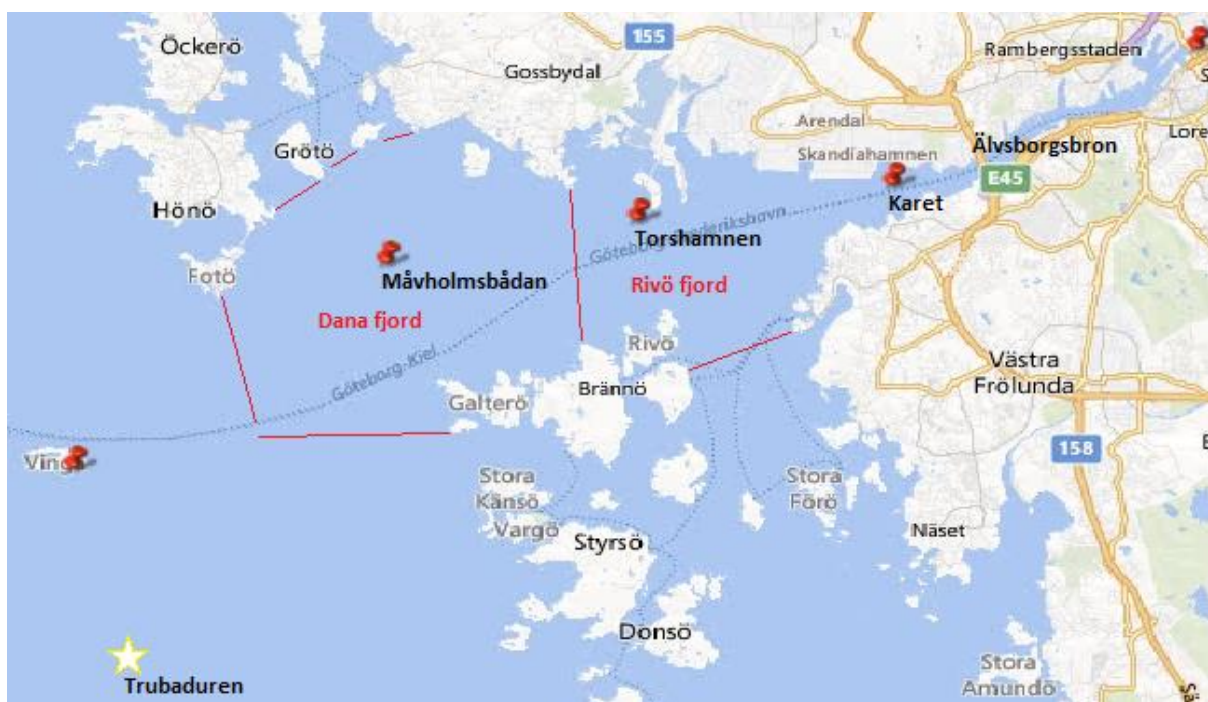 Öckerö
155
Rambergsstaden
Gossbydal
Arendal
Lore
Grötö
Skandiahamnen
Älvsborgsbron
E45
Hönö
Karet
Torshamnen
Göteborg-Frederikshavn
Fotö
Måvholmsbådan
Rivö fjord
Dana fjord
Rivö
Göteborg-Kiel
Västra
Frölunda
Brännö
Galterö
158
Vinga
Stora
Känsö
Stora
Förö
Vargö
Styrsö
Näset
Donsö
Stora
Amundö
Trubaduren
Sä